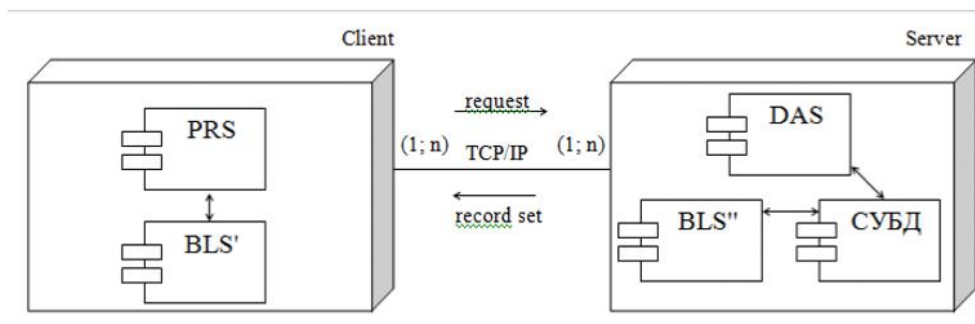 Client
Server
PRS
BLS'
request
(1; n)
TCP/IP
(1; n)
record set
DAS
BLS"
СУБД